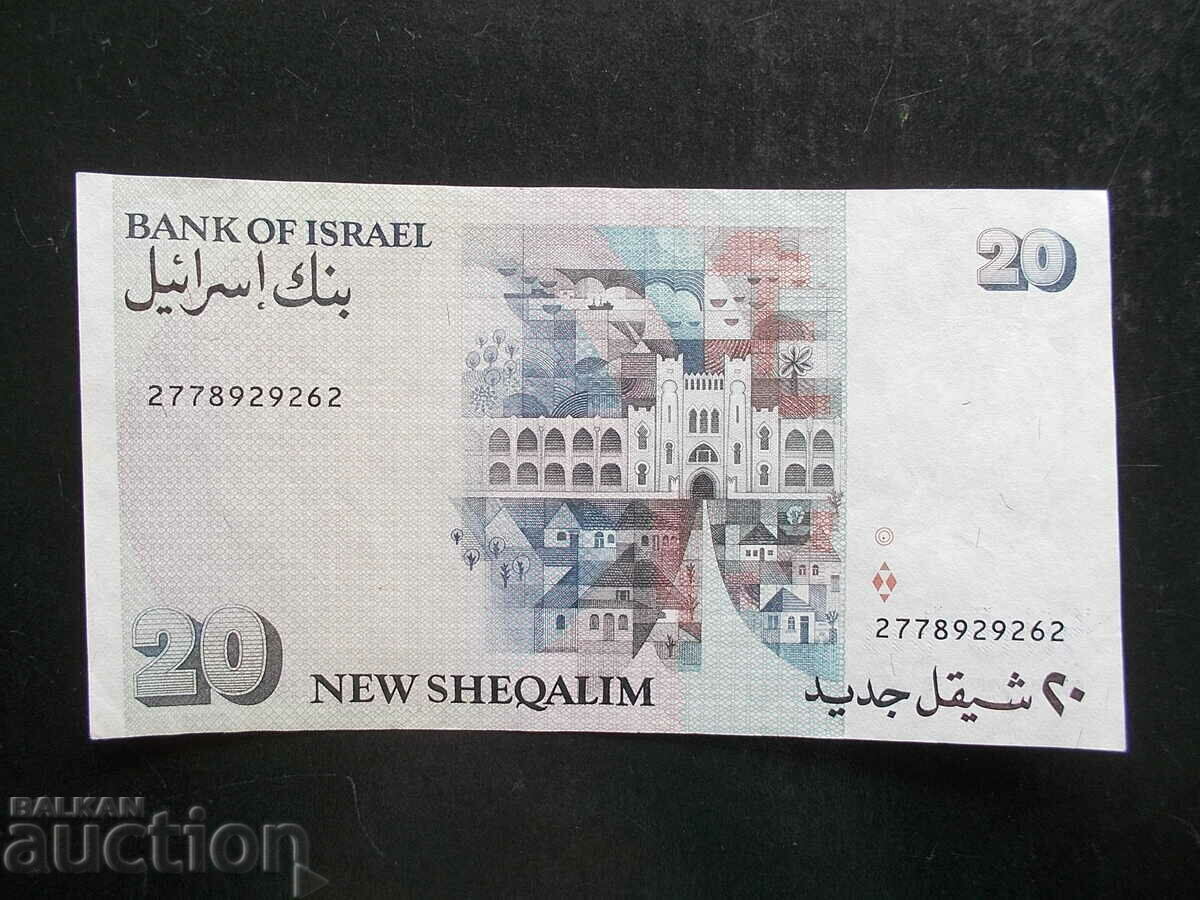 BANK OF ISRAEL
بنك إسرائيل
20
2778929262
2778929262
20
NEW SHEQALIM
٢٠ شيقل جديد
BALKAN
auction